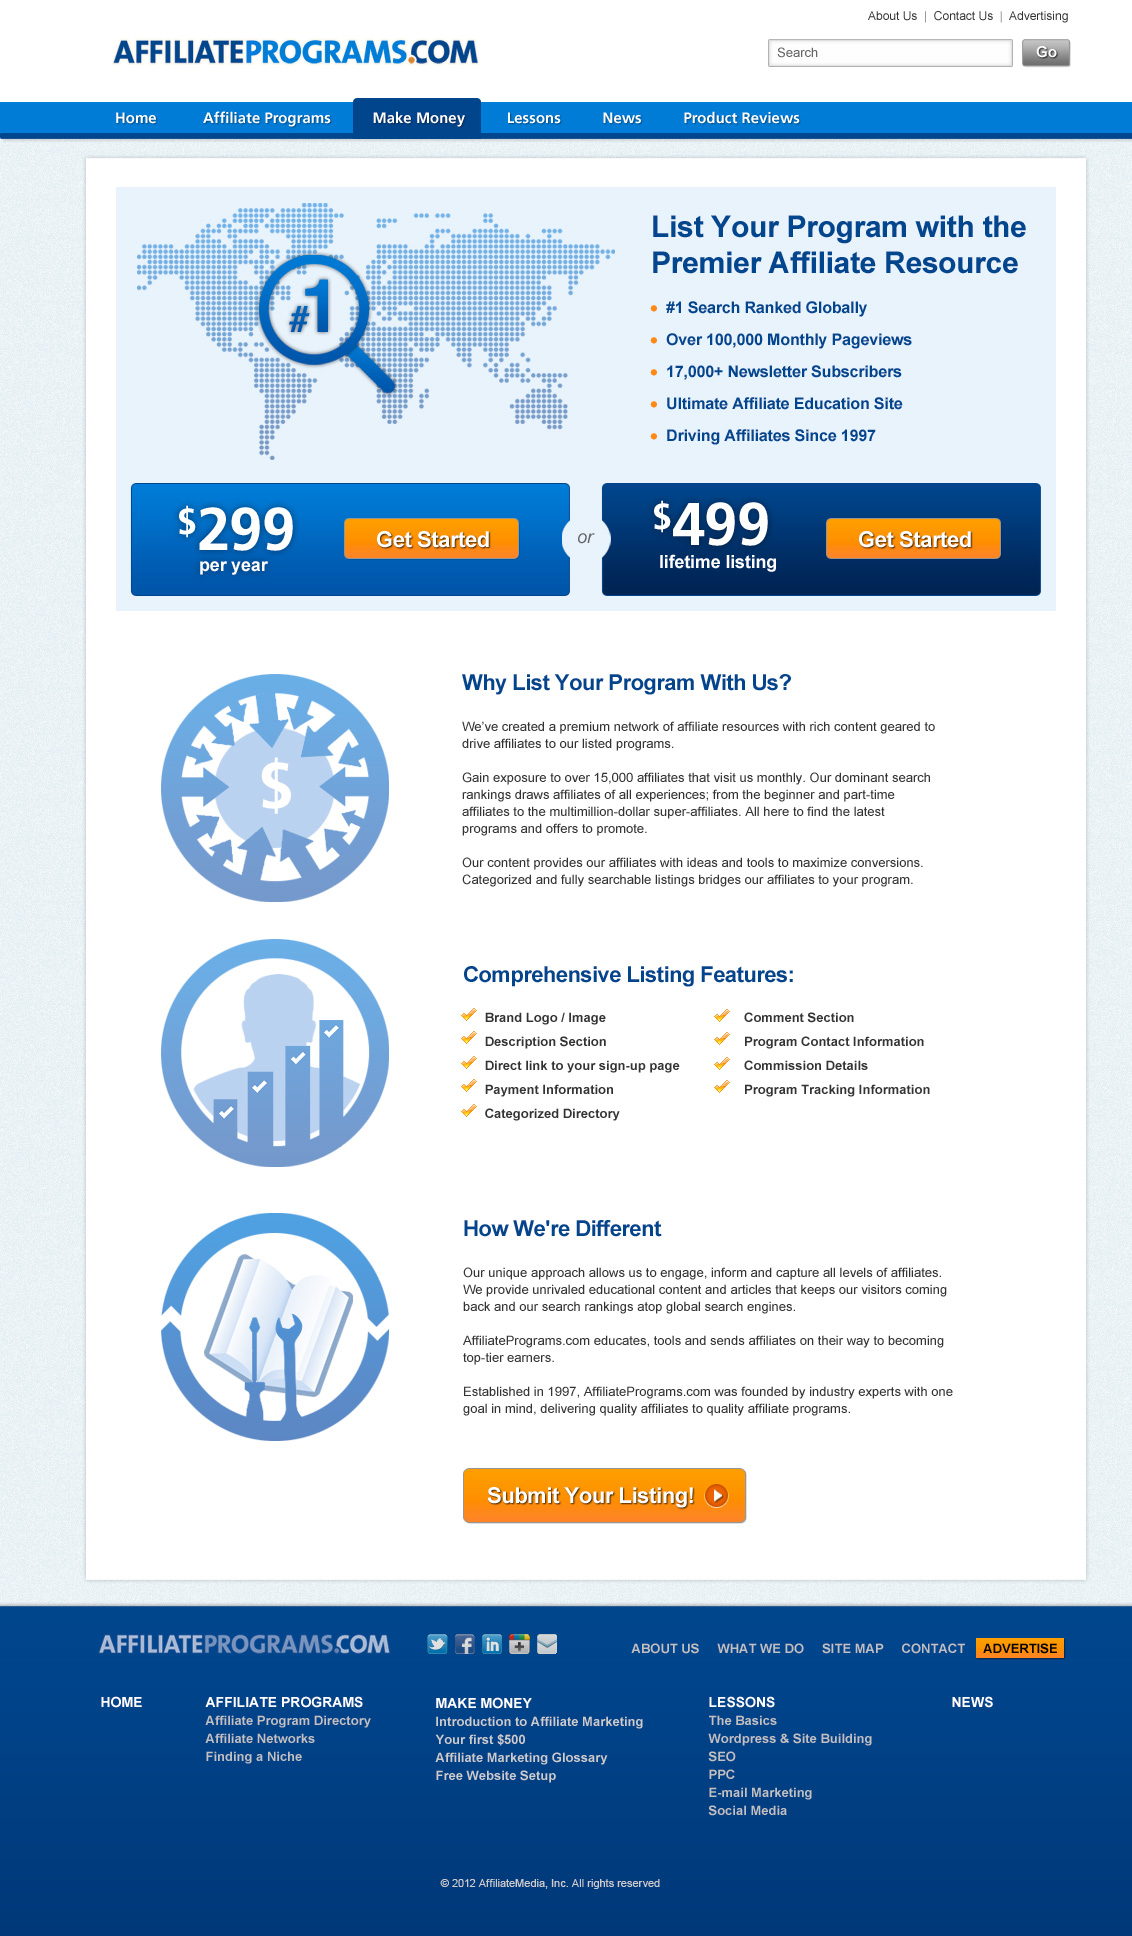 About Us | Contact Us | Advertising
AFFILIATEPROGRAMS.COM
Search
Go
Home
Affiliate Programs
Make Money
Lessons
News
Product Reviews
#1
List Your Program with the
Premier Affiliate Resource
#1 Search Ranked Globally
Over 100,000 Monthly Pageviews
17,000+ Newsletter Subscribers
Ultimate Affiliate Education Site
Driving Affiliates Since 1997
$299
per year
Get Started
or
$499
lifetime listing
Get Started
$
Why List Your Program With Us?
We've created a premium network of affiliate resources with rich content geared to
drive affiliates to our listed programs.
Gain exposure to over 15,000 affiliates that visit us monthly. Our dominant search
rankings draws affiliates of all experiences; from the beginner and part-time
affiliates to the multimillion-dollar super-affiliates. All here to find the latest
programs and offers to promote.
Our content provides our affiliates with ideas and tools to maximize conversions.
Categorized and fully searchable listings bridges our affiliates to your program.
Comprehensive Listing Features:
Brand Logo / Image
Description Section
Direct link to your sign-up page
Payment Information
Categorized Directory
Comment Section
Program Contact Information
Commission Details
Program Tracking Information
How We're Different
Our unique approach allows us to engage, inform and capture all levels of affiliates.
We provide unrivaled educational content and articles that keeps our visitors coming
back and our search rankings atop global search engines.
AffiliatePrograms.com educates, tools and sends affiliates on their way to becoming
top-tier earners.
Established in 1997, AffiliatePrograms.com was founded by industry experts with one
goal in mind, delivering quality affiliates to quality affiliate programs.
Submit Your Listing!
AFFILIATEPROGRAMS.COM
f
in
ABOUT US
WHAT WE DO
SITE MAP
CONTACT
ADVERTISE
HOME
AFFILIATE PROGRAMS
Affiliate Program Directory
Affiliate Networks
Finding a Niche
MAKE MONEY
Introduction to Affiliate Marketing
Your first $500
Affiliate Marketing Glossary
Free Website Setup
LESSONS
The Basics
Wordpress & Site Building
SEO
PPC
E-mail Marketing
Social Media
NEWS
© 2012 AffiliateMedia, Inc. All rights reserved